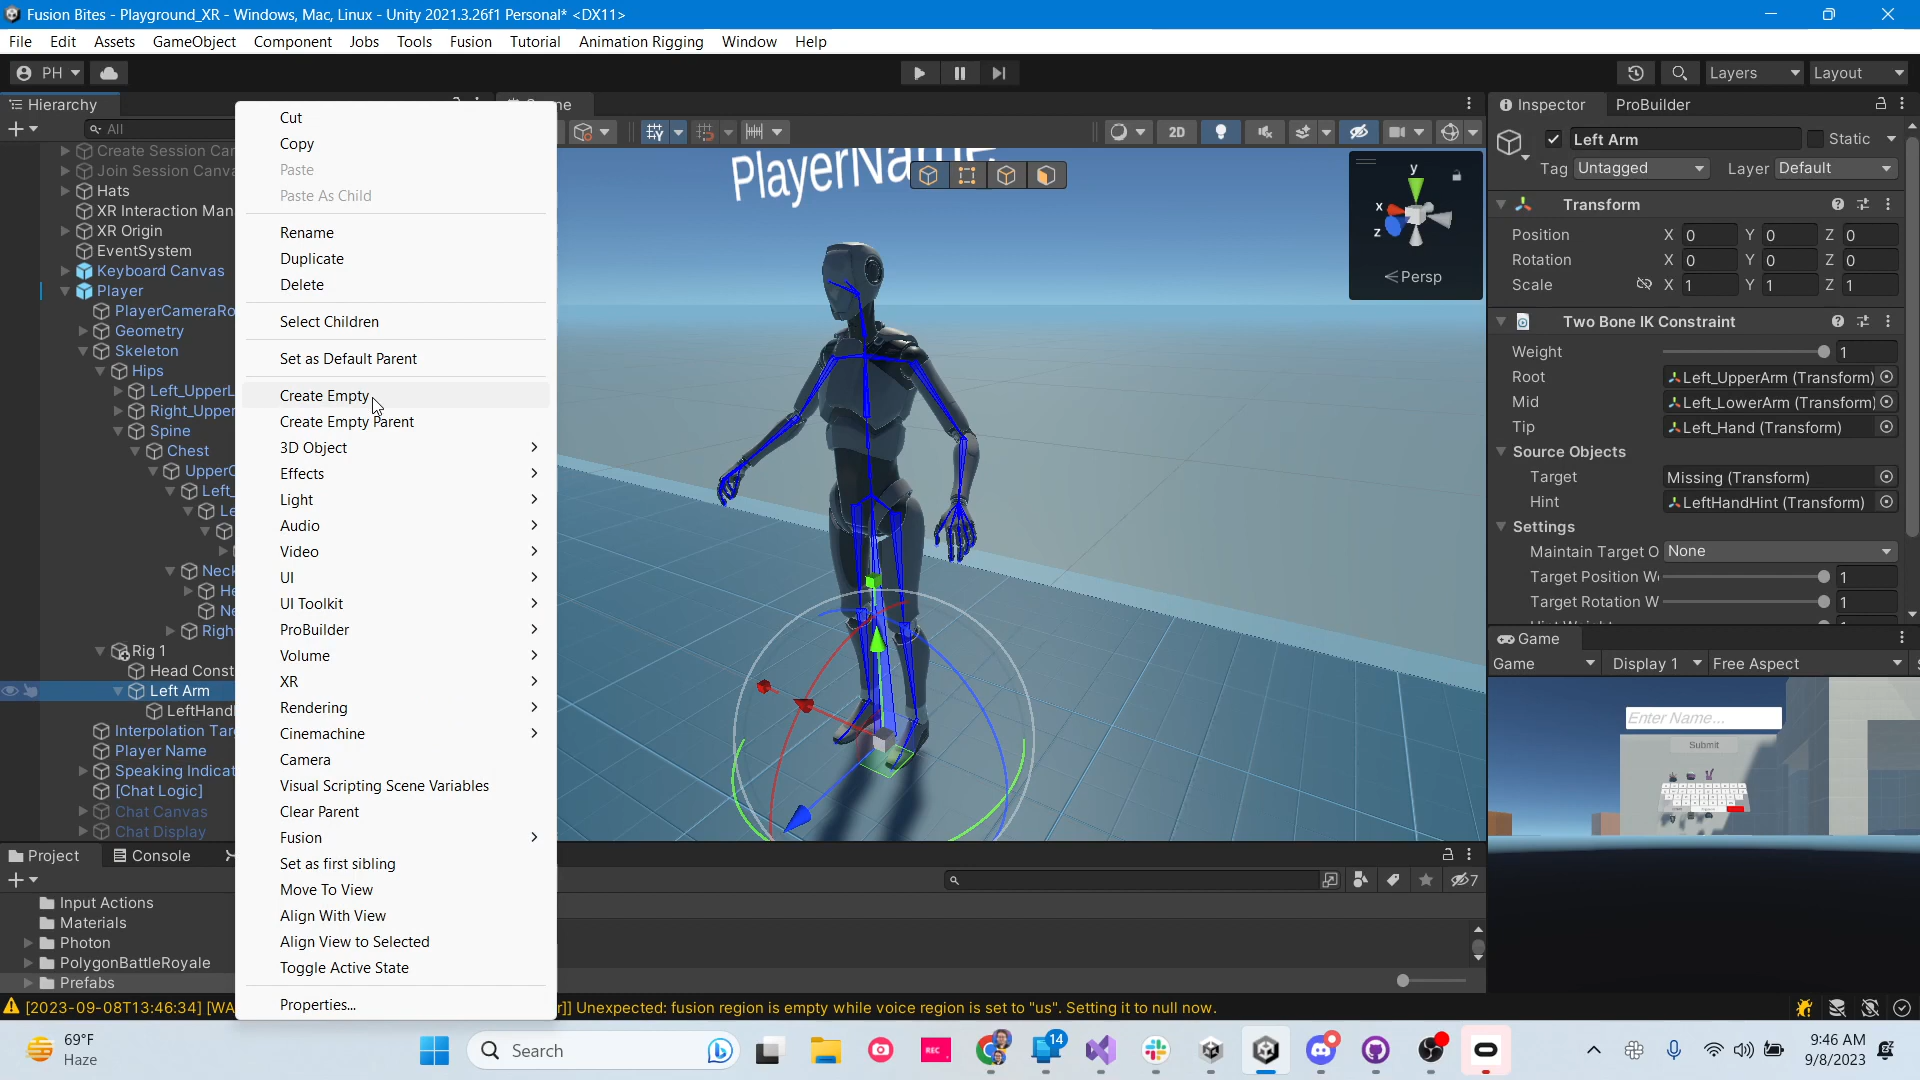 Fusion Bites - Playground_XR - Windows, Mac, Linux - Unity 2021.3.26f1 Personal* <DX11>
File Edit Assets GameObject Component Jobs Tools Fusion Tutorial Animation Rigging Window Help
PH
Layers
Layout
Hierarchy
All
Create Session Can
Join Session Canva
Hats
XR Interaction Man
XR Origin
EventSystem
Keyboard Canvas
Player
PlayerCameraRo
Geometry
Skeleton
Hips
Left_UpperL
Right_Upper
Spine
Chest
UpperC
Left_
Le
Neck
He
Ne
Righ
Rig 1
Head Const
Left Arm
LeftHandH
Interpolation Targ
Player Name
Speaking Indicat
[Chat Logic]
Chat Canvas
Chat Display
Cut
Copy
Paste
Paste As Child
Rename
Duplicate
Delete
Select Children
Set as Default Parent
Create Empty
Create Empty Parent
3D Object
Effects
Light
Audio
Video
UI
UI Toolkit
ProBuilder
Volume
XR
Rendering
Cinemachine
Camera
Visual Scripting Scene Variables
Clear Parent
Fusion
Set as first sibling
Move To View
Align With View
Align View to Selected
Toggle Active State
Properties...
2D
PlayerName
y
x
z
Persp
Inspector ProBuilder
Left Arm Static
Tag Untagged Layer Default
Transform
Position X 0 Y 0 Z 0
Rotation X 0 Y 0 Z 0
Scale X 1 Y 1 Z 1
Two Bone IK Constraint
Weight 1
Root Left_UpperArm (Transform)
Mid Left_LowerArm (Transform)
Tip Left_Hand (Transform)
Source Objects
Target Missing (Transform)
Hint LeftHandHint (Transform)
Settings
Maintain Target O None
Target Position W 1
Target Rotation W 1
Game
Game Display 1 Free Aspect
Enter Name...
Submit
Project Console
7
Input Actions
Materials
Photon
PolygonBattleRoyale
Prefabs
[2023-09-08T13:46:34] [WA
r]] Unexpected: fusion region is empty while voice region is set to "us". Setting it to null now.
69°F
Haze
Search
REC
14
9:46 AM
9/8/2023